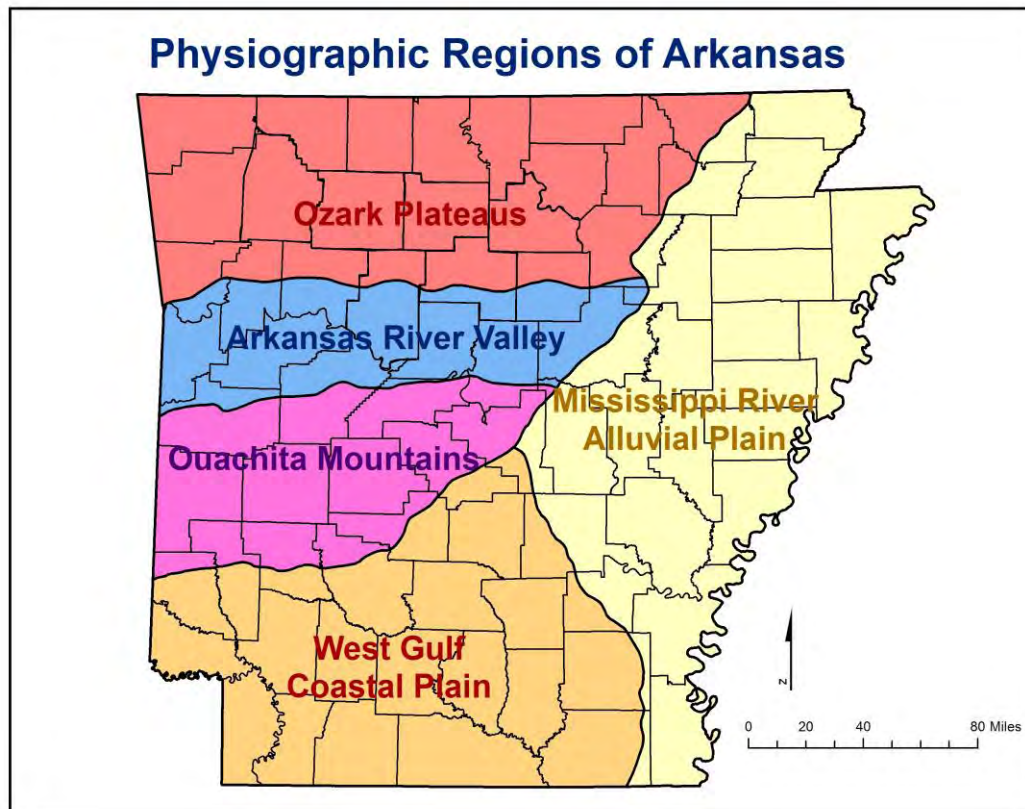 Physiographic Regions of Arkansas
Ozark Plateaus
Arkansas River Valley
Mississippi River
Alluvial Plain
Ouachita Mountains
West Gulf
Coastal Plain
N
0 20 40 80 Miles